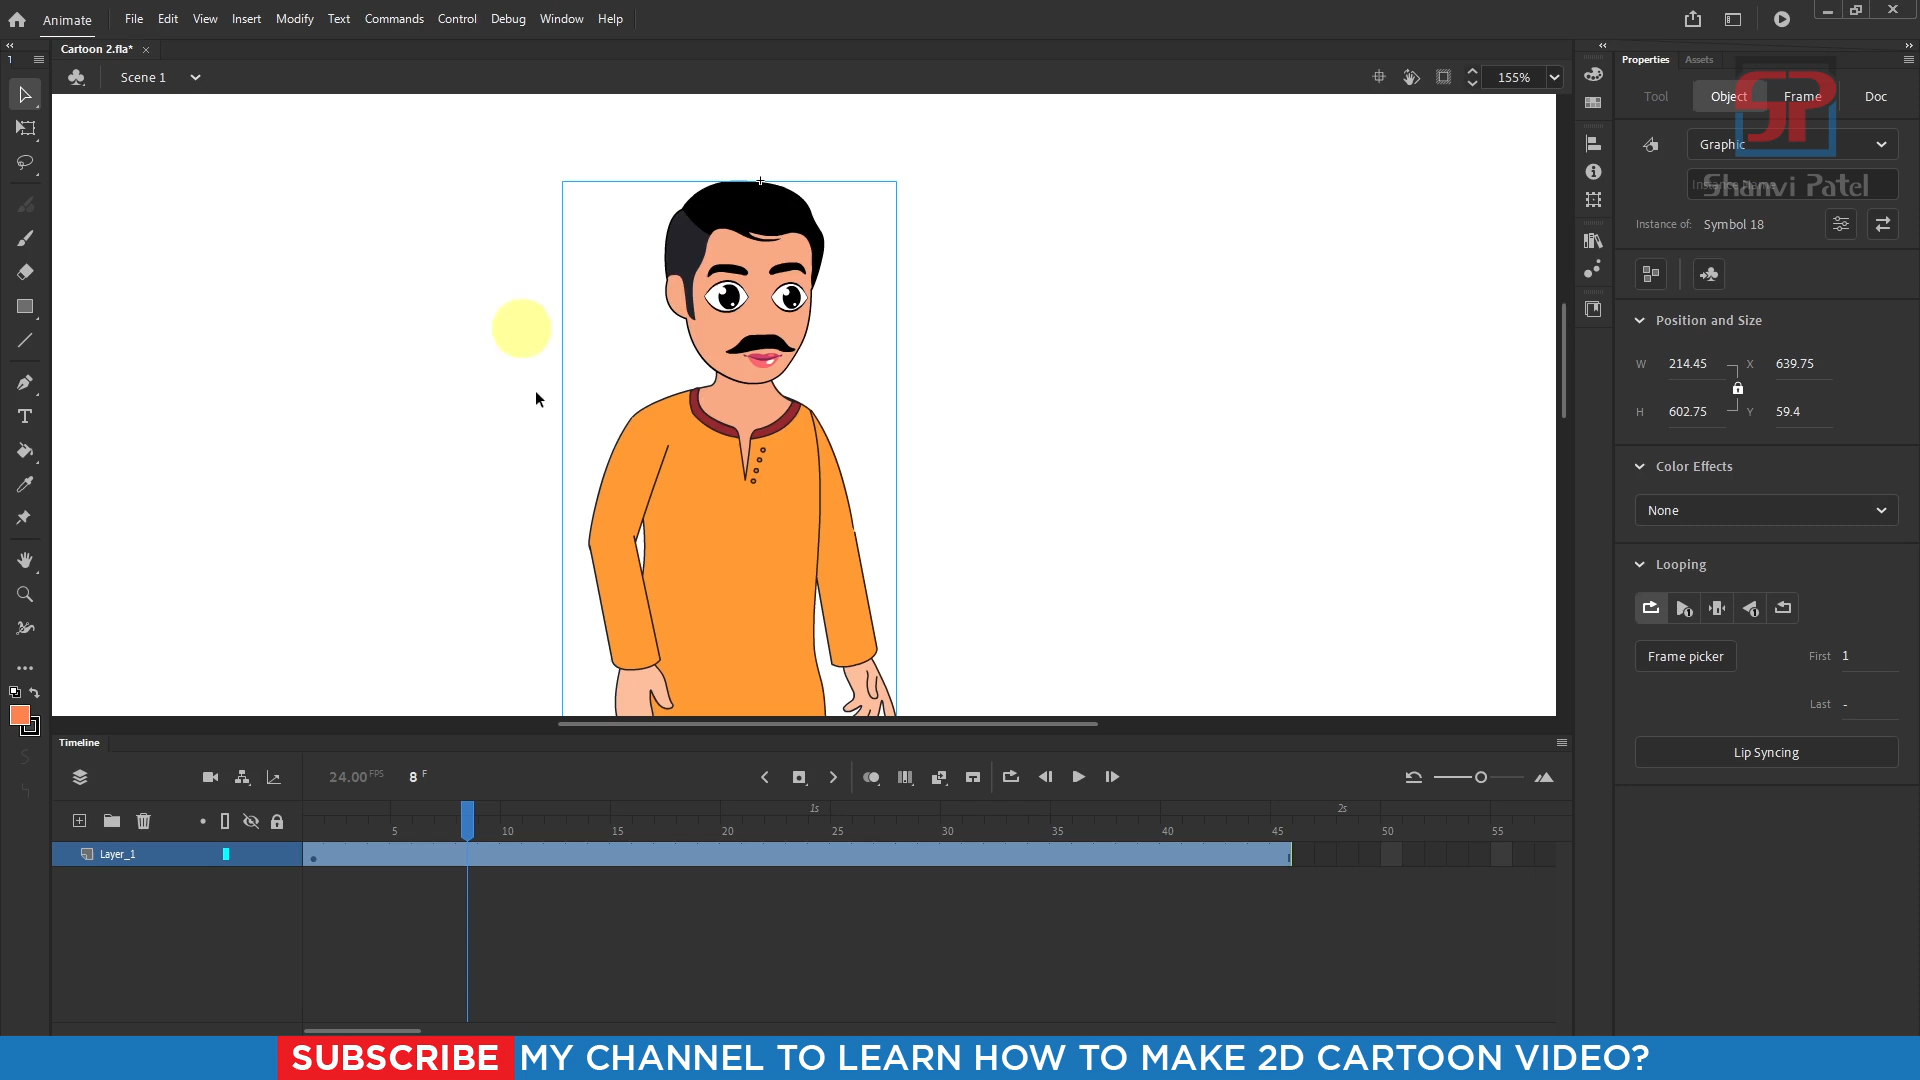 Animate File Edit View Insert Modify Text Commands Control Debug Window Help
1 Cartoon 2.fla* × Properties Assets
Scene 1 155%
Tool Object Frame Doc
SP
Graphic
Instance Name
Shanvi Patel
Instance of: Symbol 18
Position and Size
W 214.45 X 639.75
H 602.75 Y 59.4
Color Effects
None
Looping
Frame picker First 1
Last -
Lip Syncing
Timeline
24.00 FPS 8 F
1s 2s
5 10 15 20 25 30 35 40 45 50 55
Layer_1
SUBSCRIBE MY CHANNEL TO LEARN HOW TO MAKE 2D CARTOON VIDEO?